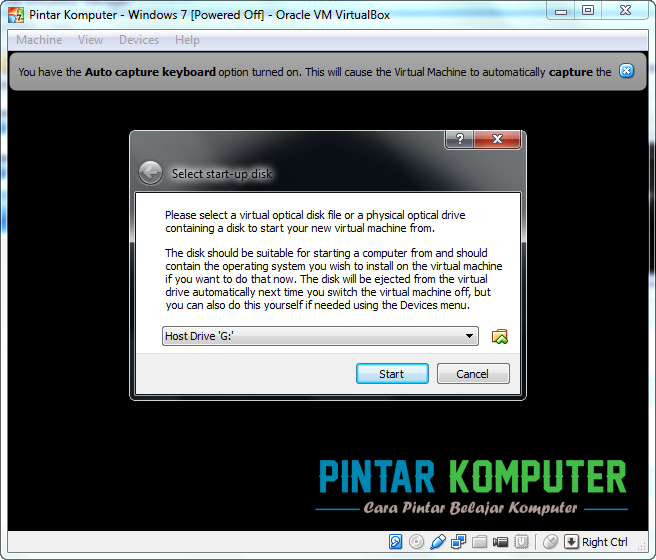 Pintar Komputer - Windows 7 [Powered Off] - Oracle VM VirtualBox
Machine View Devices Help
You have the Auto capture keyboard option turned on. This will cause the Virtual Machine to automatically capture the
?
Select start-up disk
Please select a virtual optical disk file or a physical optical drive
containing a disk to start your new virtual machine from.
The disk should be suitable for starting a computer from and should
contain the operating system you wish to install on the virtual machine
if you want to do that now. The disk will be ejected from the virtual
drive automatically next time you switch the virtual machine off, but
you can also do this yourself if needed using the Devices menu.
Host Drive 'G:'
Start Cancel
PINTAR KOMPUTER
Cara Pintar Belajar Komputer
Right Ctrl